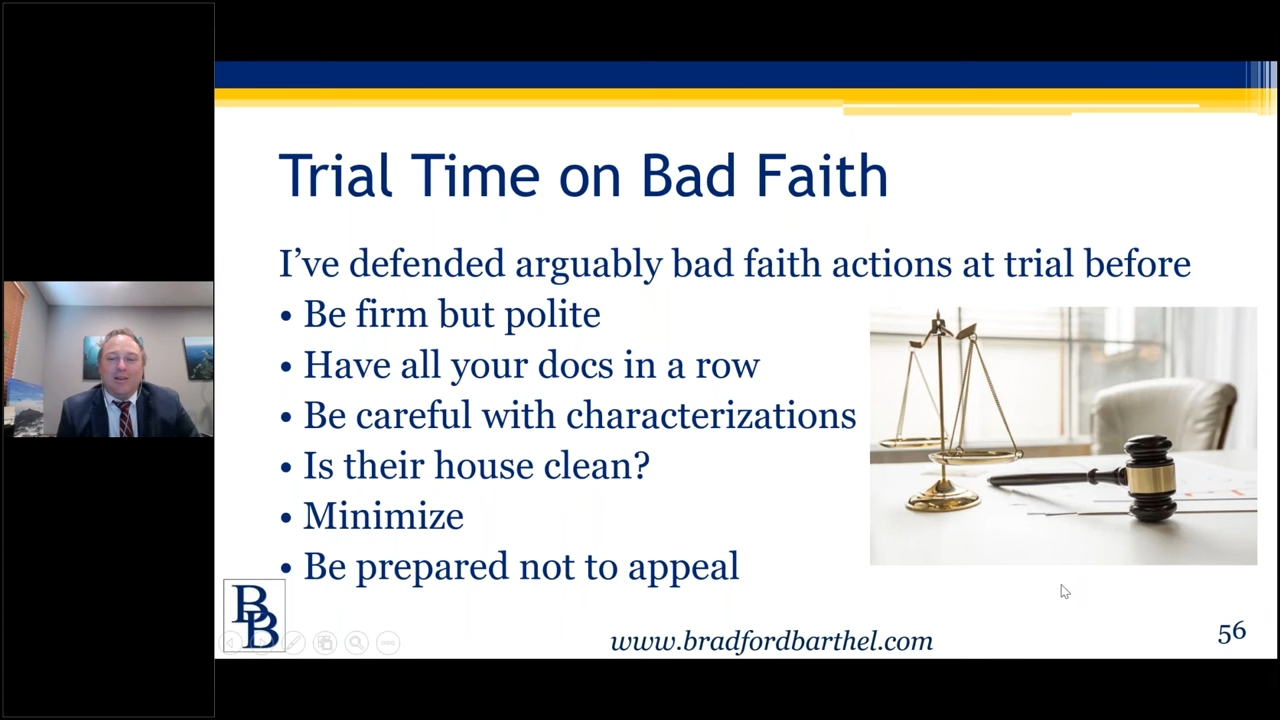 Trial Time on Bad Faith
I’ve defended arguably bad faith actions at trial before
• Be firm but polite
• Have all your docs in a row
• Be careful with characterizations
• Is their house clean?
• Minimize
• Be prepared not to appeal
BB
www.bradfordbarthel.com
56